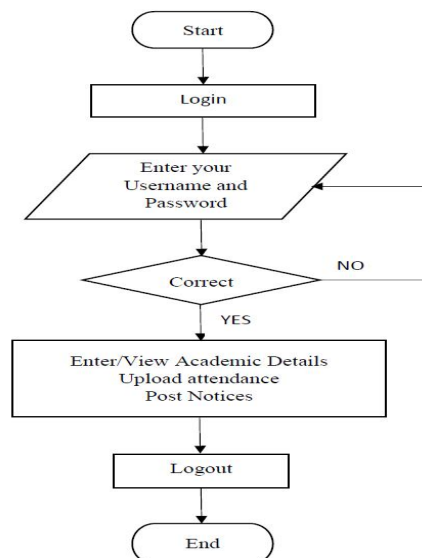 Start
Login
Enter your
Username and
Password
Correct
NO
YES
Enter/View Academic Details
Upload attendance
Post Notices
Logout
End